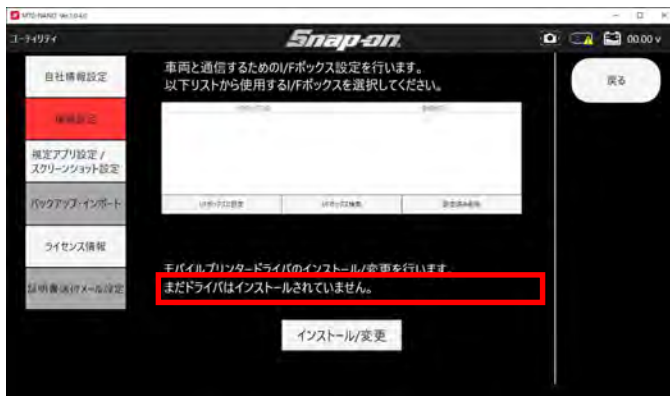 MTG-NANO Ver.1.0.4.0
ユーティリティ
Snap-on
00.00 v
自社情報設定
車両と通信するためのI/Fボックス設定を行います。
以下リストから使用するI/Fボックスを選択してください。
戻る
機器設定
規定アプリ設定 /
スクリーンショット設定
バックアップ・インポート
ライセンス情報
モバイルプリンタードライバのインストール/変更を行います。
証明書送付メール設定
まだドライバはインストールされていません。
インストール/変更